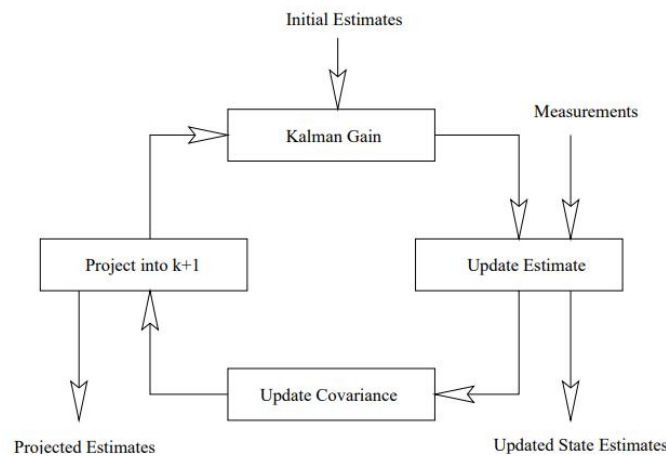 Initial Estimates
Measurements
Kalman Gain
Project into k+1
Update Estimate
Update Covariance
Projected Estimates
Updated State Estimates